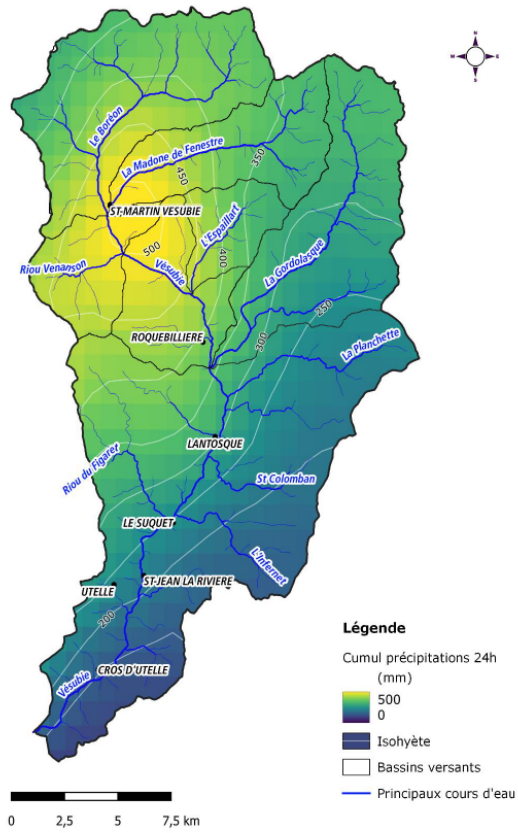 N
W E
S
Le Boréon
La Madone de Fenestre
350
450
ST-MARTIN VESUBIE
L'Espaillart
500
400
La Gordolasque
Riou Venanson
Vésubie
250
ROQUEBILLIERE
300
La Planchette
LANTOSQUE
Riou du Figaret
St Colomban
LE SUQUET
L'Infernet
UTELLE
ST-JEAN LA RIVIERE
200
CROS D'UTELLE
Vésubie
Légende
Cumul précipitations 24h
(mm)
500
0
Isohyète
Bassins versants
Principaux cours d'eau
0 2,5 5 7,5 km